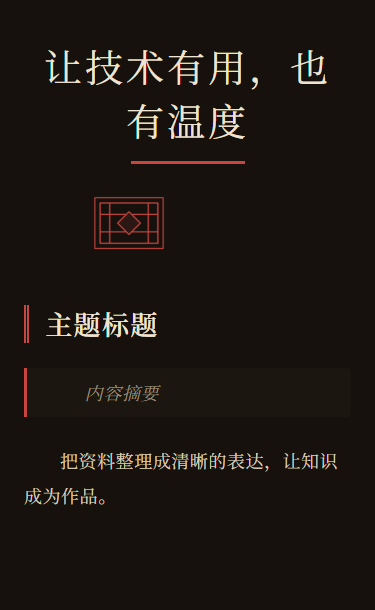 让技术有用，也
有温度
主题标题
内容摘要
把资料整理成清晰的表达，让知识
成为作品。